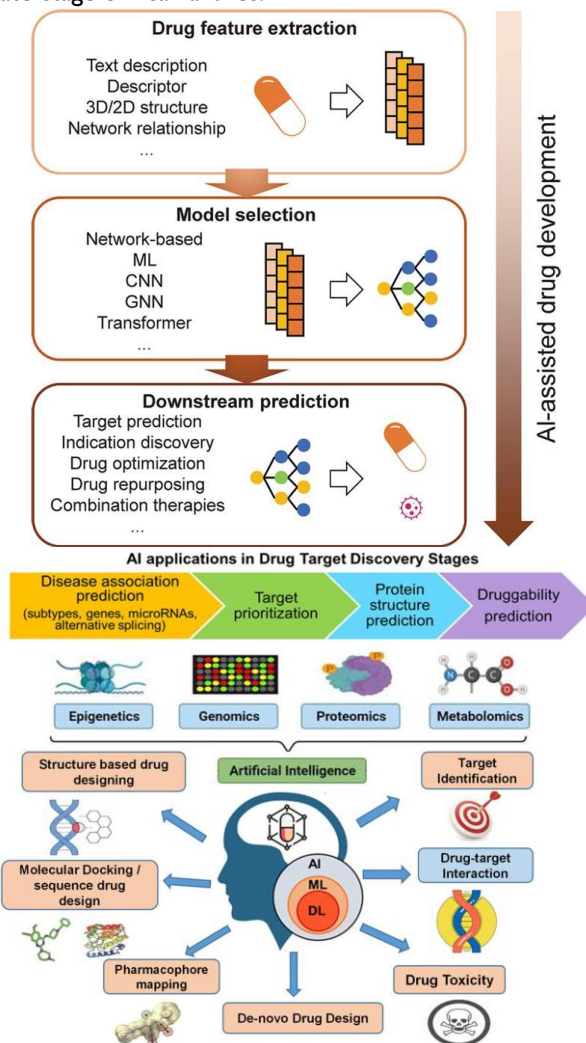 Drug feature extraction
Text description
Descriptor
3D/2D structure
Network relationship
...
Model selection
Network-based
ML
CNN
GNN
Transformer
...
Downstream prediction
Target prediction
Indication discovery
Drug optimization
Drug repurposing
Combination therapies
...
AI-assisted drug development
AI applications in Drug Target Discovery Stages
Disease association
prediction
(subtypes, genes, microRNAs,
alternative splicing)
Target
prioritization
Protein
structure
prediction
Druggability
prediction
P
P
H
H
N
C
C
O
O
H
Epigenetics
Genomics
Proteomics
Metabolomics
Structure based drug
designing
Artificial Intelligence
Target
Identification
Molecular Docking /
sequence drug
design
AI
ML
DL
Drug-target
Interaction
Pharmacophore
mapping
De-novo Drug Design
Drug Toxicity